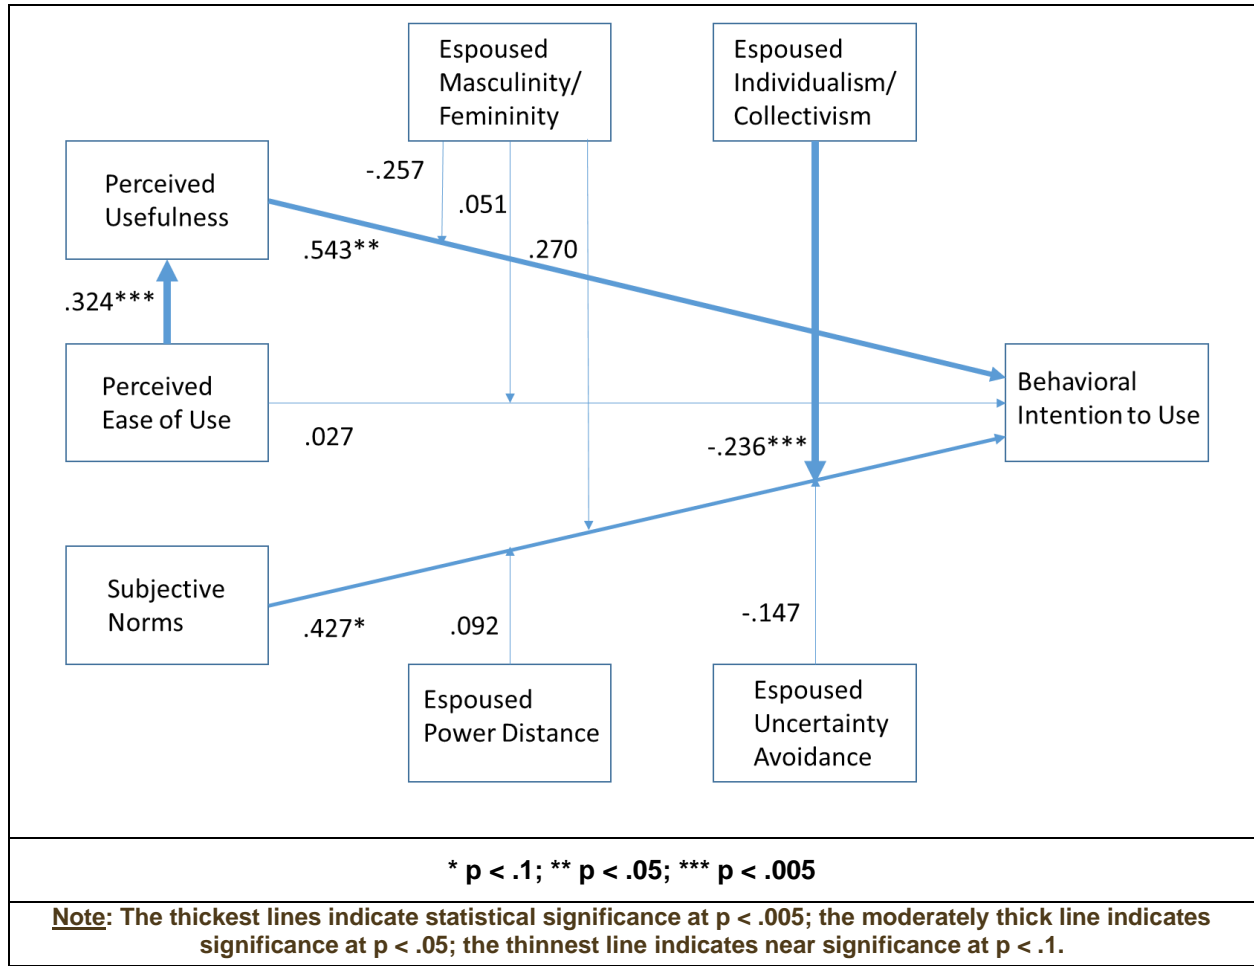 Espoused
Masculinity/
Femininity
Espoused
Individualism/
Collectivism
Perceived
Usefulness
-.257
.051
.270
.543**
.324***
Perceived
Ease of Use
.027
-.236***
Behavioral
Intention to Use
Subjective
Norms
.427*
.092
-.147
Espoused
Power Distance
Espoused
Uncertainty
Avoidance
* p < .1; ** p < .05; *** p < .005
Note: The thickest lines indicate statistical significance at p < .005; the moderately thick line indicates
significance at p < .05; the thinnest line indicates near significance at p < .1.